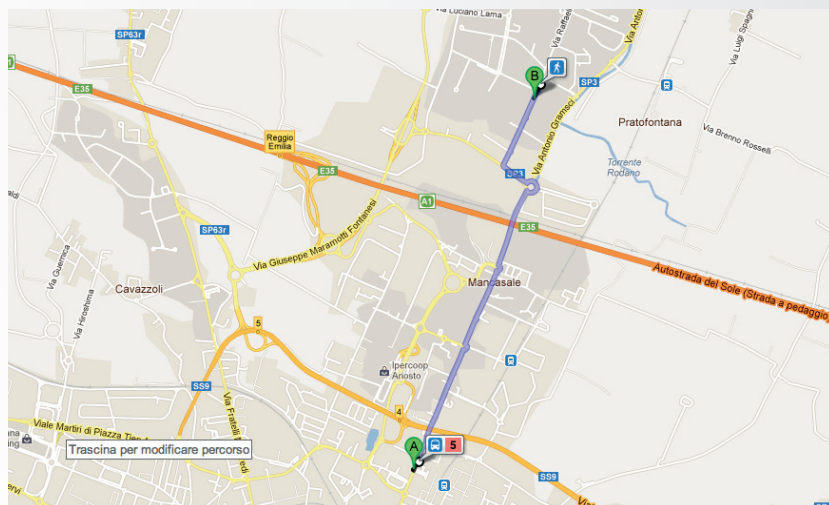 Via Luciano Lama
Via Raffaell
Via Antonio
Via Luigi Spagni
SP63r
E35
SP3
B
Pratofontana
Via Brenno Rosselli
Via Antonio Gramsci
Torrente
Rodano
Reggio
Emilia
E35
SP3
A1
E35
SP63r
Via Giuseppe Maramotti Fontanesi
Via Guernica
Cavazzoli
Mancasale
Autostrada del Sole (Strada a pedaggio)
Via Hiroshima
5
Ipercoop
Ariosto
SS9
4
Viale Martiri di Piazza Tien
A
5
Trascina per modificare percorso
Via Fratelli
SS9